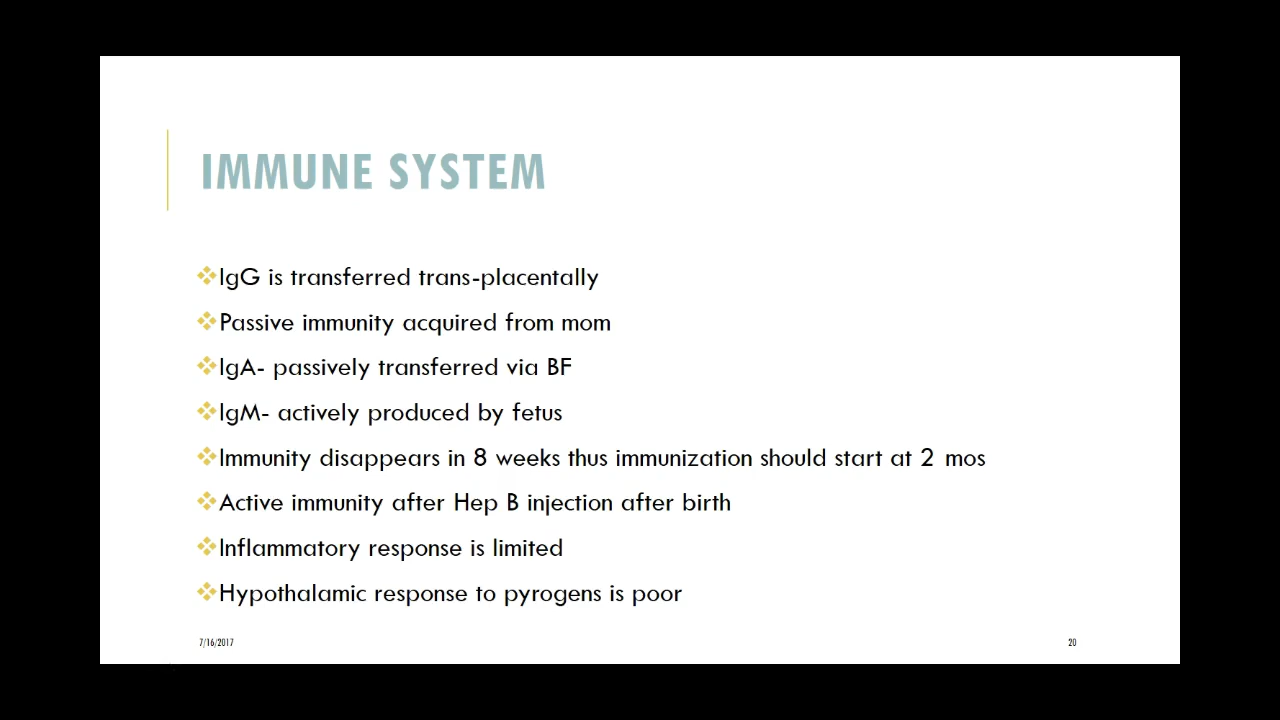 IMMUNE SYSTEM
IgG is transferred trans-placentally
Passive immunity acquired from mom
IgA- passively transferred via BF
IgM- actively produced by fetus
Immunity disappears in 8 weeks thus immunization should start at 2 mos
Active immunity after Hep B injection after birth
Inflammatory response is limited
Hypothalamic response to pyrogens is poor
7/16/2017
20